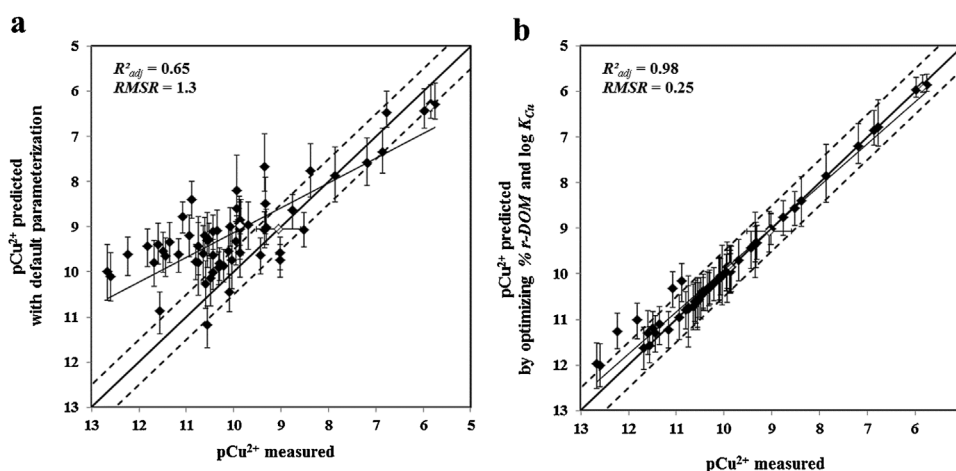 a
R²adj = 0.65
RMSR = 1.3
pCu²⁺ predicted
with default parameterization
5
6
7
8
9
10
11
12
13
13 12 11 10 9 8 7 6 5
pCu²⁺ measured
b
R²adj = 0.98
RMSR = 0.25
pCu²⁺ predicted
by optimizing % r-DOM and log KCu
5
6
7
8
9
10
11
12
13
13 12 11 10 9 8 7 6
pCu²⁺ measured